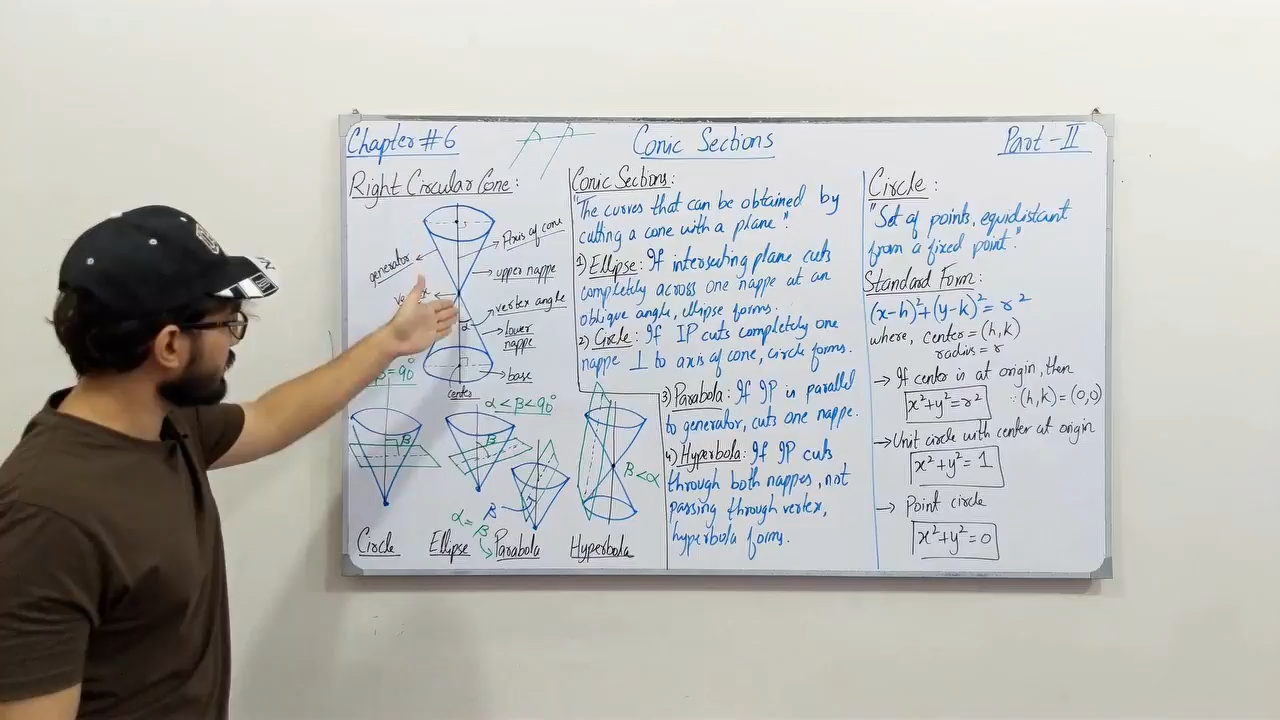 Chapter #6
Conic Sections
Part-II
Right Circular Cone:
Axis of cone
generator
upper nappe
vertex angle
α
lower
nappe
base
center
β=90°
α<β<90°
β
β
β
α=β
β<α
Circle
Ellipse
Parabola
Hyperbola
Conic Sections:
"The curves that can be obtained by
cutting a cone with a plane."
1) Ellipse: If intersecting plane cuts
completely across one nappe at an
oblique angle, ellipse forms.
2) Circle: If IP cuts completely one
nappe ⊥ to axis of cone, circle forms.
3) Parabola: If IP is parallel
to generator, cuts one nappe.
4) Hyperbola: If IP cuts
through both nappes, not
passing through vertex,
hyperbola forms.
Circle:
"Set of points, equidistant
from a fixed point."
Standard Form:
(x-h)²+(y-k)² = r²
where, center = (h,k)
radius = r
→ If center is at origin, then
x²+y²=r² ∵(h,k)=(0,0)
→ Unit circle with center at origin
x²+y²=1
→ Point circle
x²+y²=0